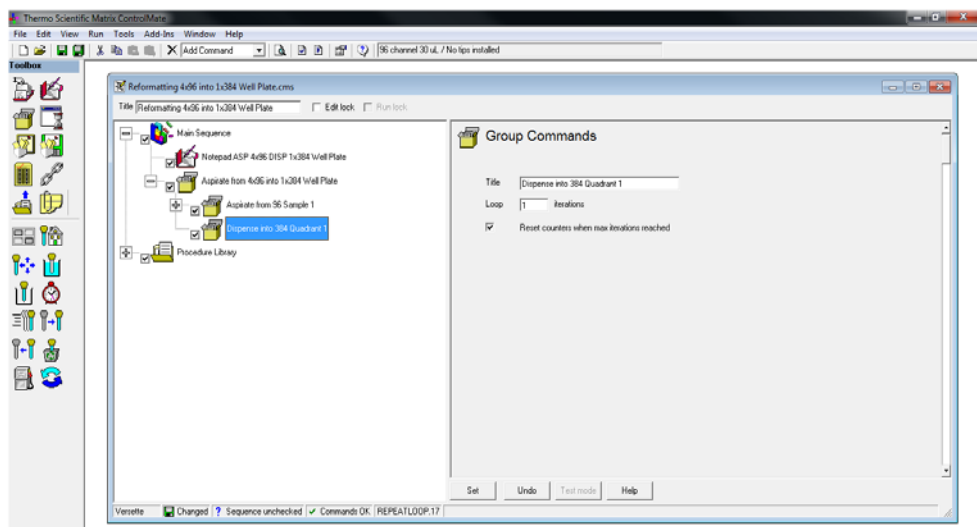 Thermo Scientific Matrix ControlMate
File Edit View Run Tools Add-Ins Window Help
Add Command
96 channel 30 uL / No tips installed
Toolbox
Reformatting 4x96 into 1x384 Well Plate.cms
Title Reformatting 4x96 into 1x384 Well Plate Edit lock Run lock
Main Sequence
Notepad ASP 4x96 DISP 1x384 Well Plate
Aspirate from 4x96 into 1x384 Well Plate
Aspirate from 96 Sample 1
Dispense into 384 Quadrant 1
Procedure Library
Group Commands
Title Dispense into 384 Quadrant 1
Loop 1 iterations
Reset counters when max iterations reached
Set Undo Test mode Help
Versette Changed ? Sequence unchecked Commands OK REPEATLOOP.17